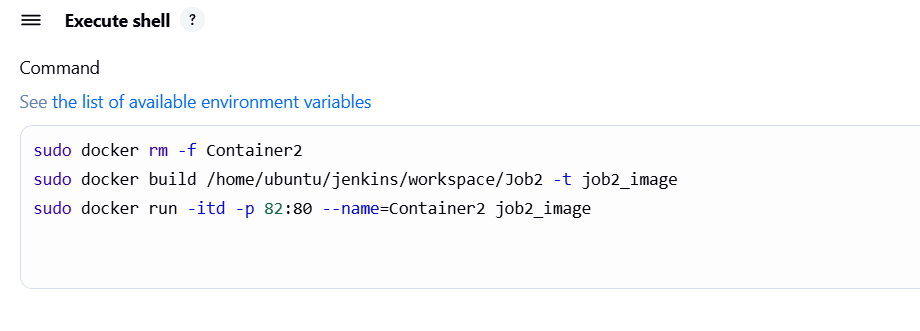 Execute shell ?
Command
See the list of available environment variables
sudo docker rm -f Container2
sudo docker build /home/ubuntu/jenkins/workspace/Job2 -t job2_image
sudo docker run -itd -p 82:80 --name=Container2 job2_image